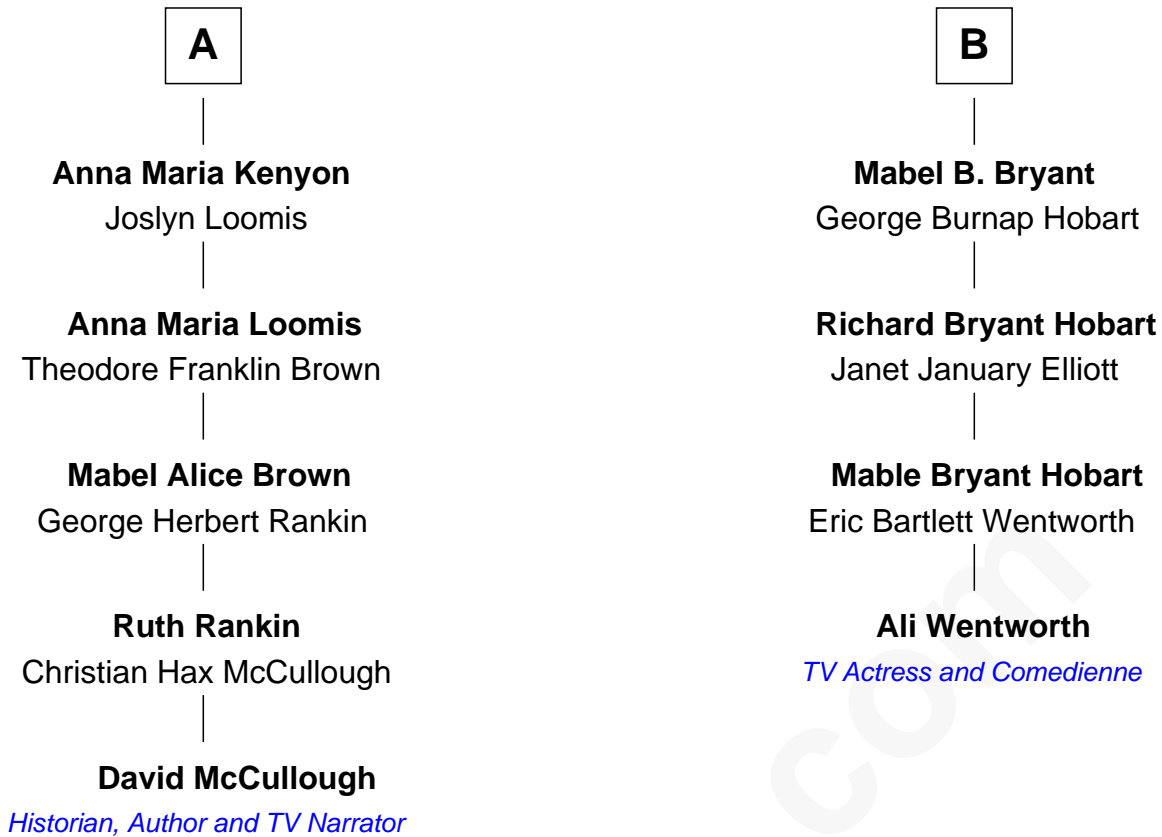 A
Anna Maria Kenyon
Joslyn Loomis
Anna Maria Loomis
Theodore Franklin Brown
Mabel Alice Brown
George Herbert Rankin
Ruth Rankin
Christian Hax McCullough
David McCullough
Historian, Author and TV Narrator
B
Mabel B. Bryant
George Burnap Hobart
Richard Bryant Hobart
Janet January Elliott
Mable Bryant Hobart
Eric Bartlett Wentworth
Ali Wentworth
TV Actress and Comedienne
com